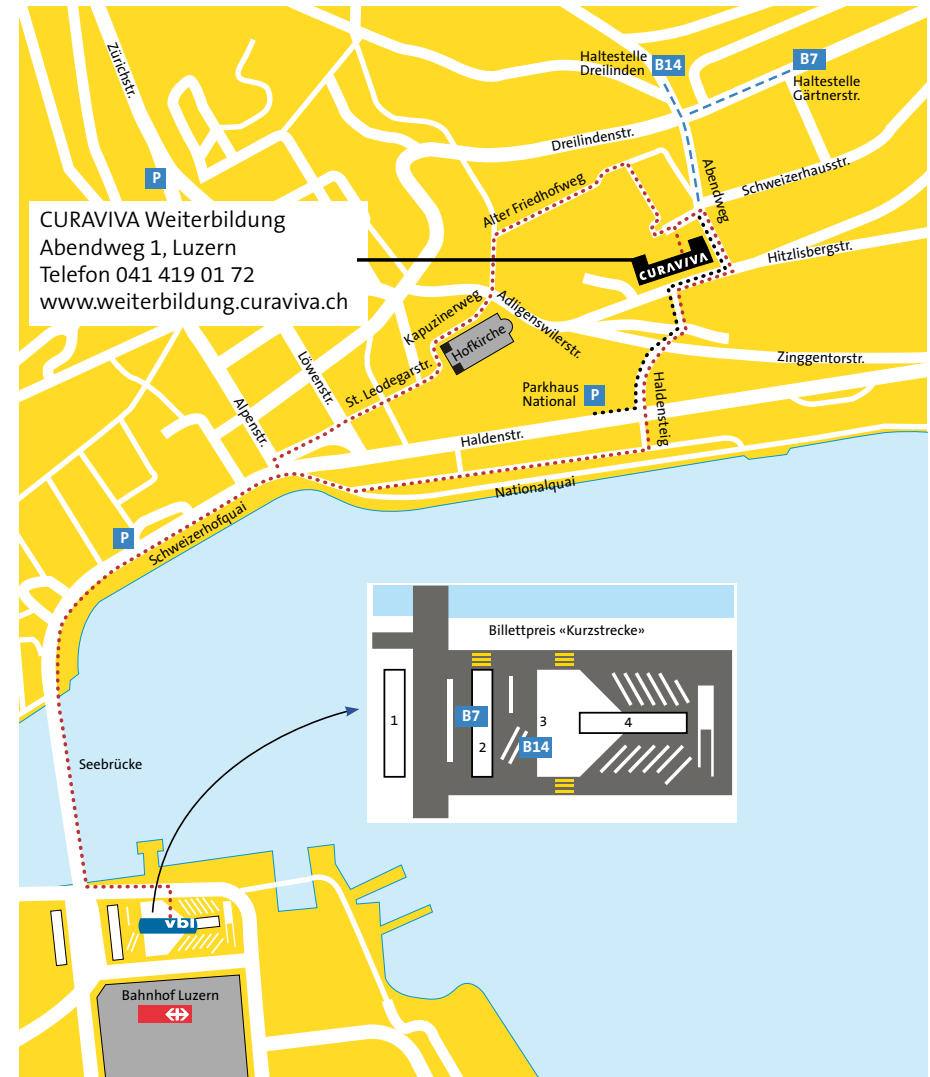 Zürichstr.
Haltestelle
Dreilinden
B14
B7
Haltestelle
Gärtnerstr.
Dreilindenstr.
P
Abendweg
Schweizerhausstr.
Alter Friedhofweg
CURAVIVA Weiterbildung
Abendweg 1, Luzern
Telefon 041 419 01 72
www.weiterbildung.curaviva.ch
CURAVIVA
Hitzlisbergstr.
Kapuzinerweg
Adligenswilerstr.
Hofkirche
Zinggentorstr.
Löwenstr.
St. Leodegarstr.
Parkhaus
National
P
Haldensteig
Alpenstr.
Haldenstr.
Nationalquai
P
Schweizerhofquai
Billettpreis «Kurzstrecke»
1
B7
2
3
B14
4
Seebrücke
vbl
Bahnhof Luzern